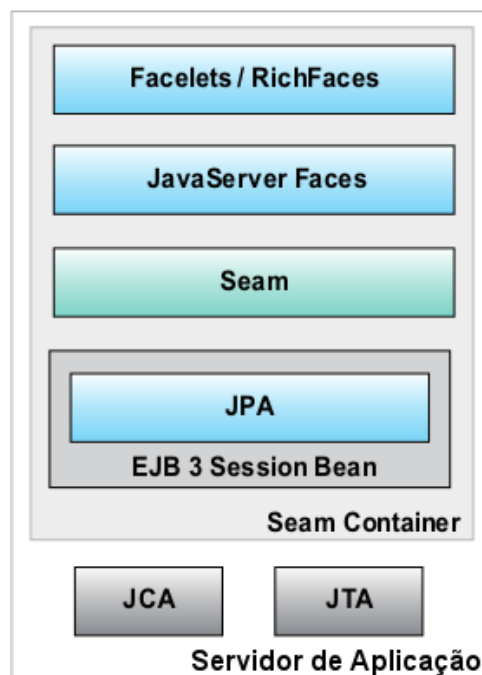 Facelets / RichFaces
JavaServer Faces
Seam
JPA
EJB 3 Session Bean
Seam Container
JCA
JTA
Servidor de Aplicação